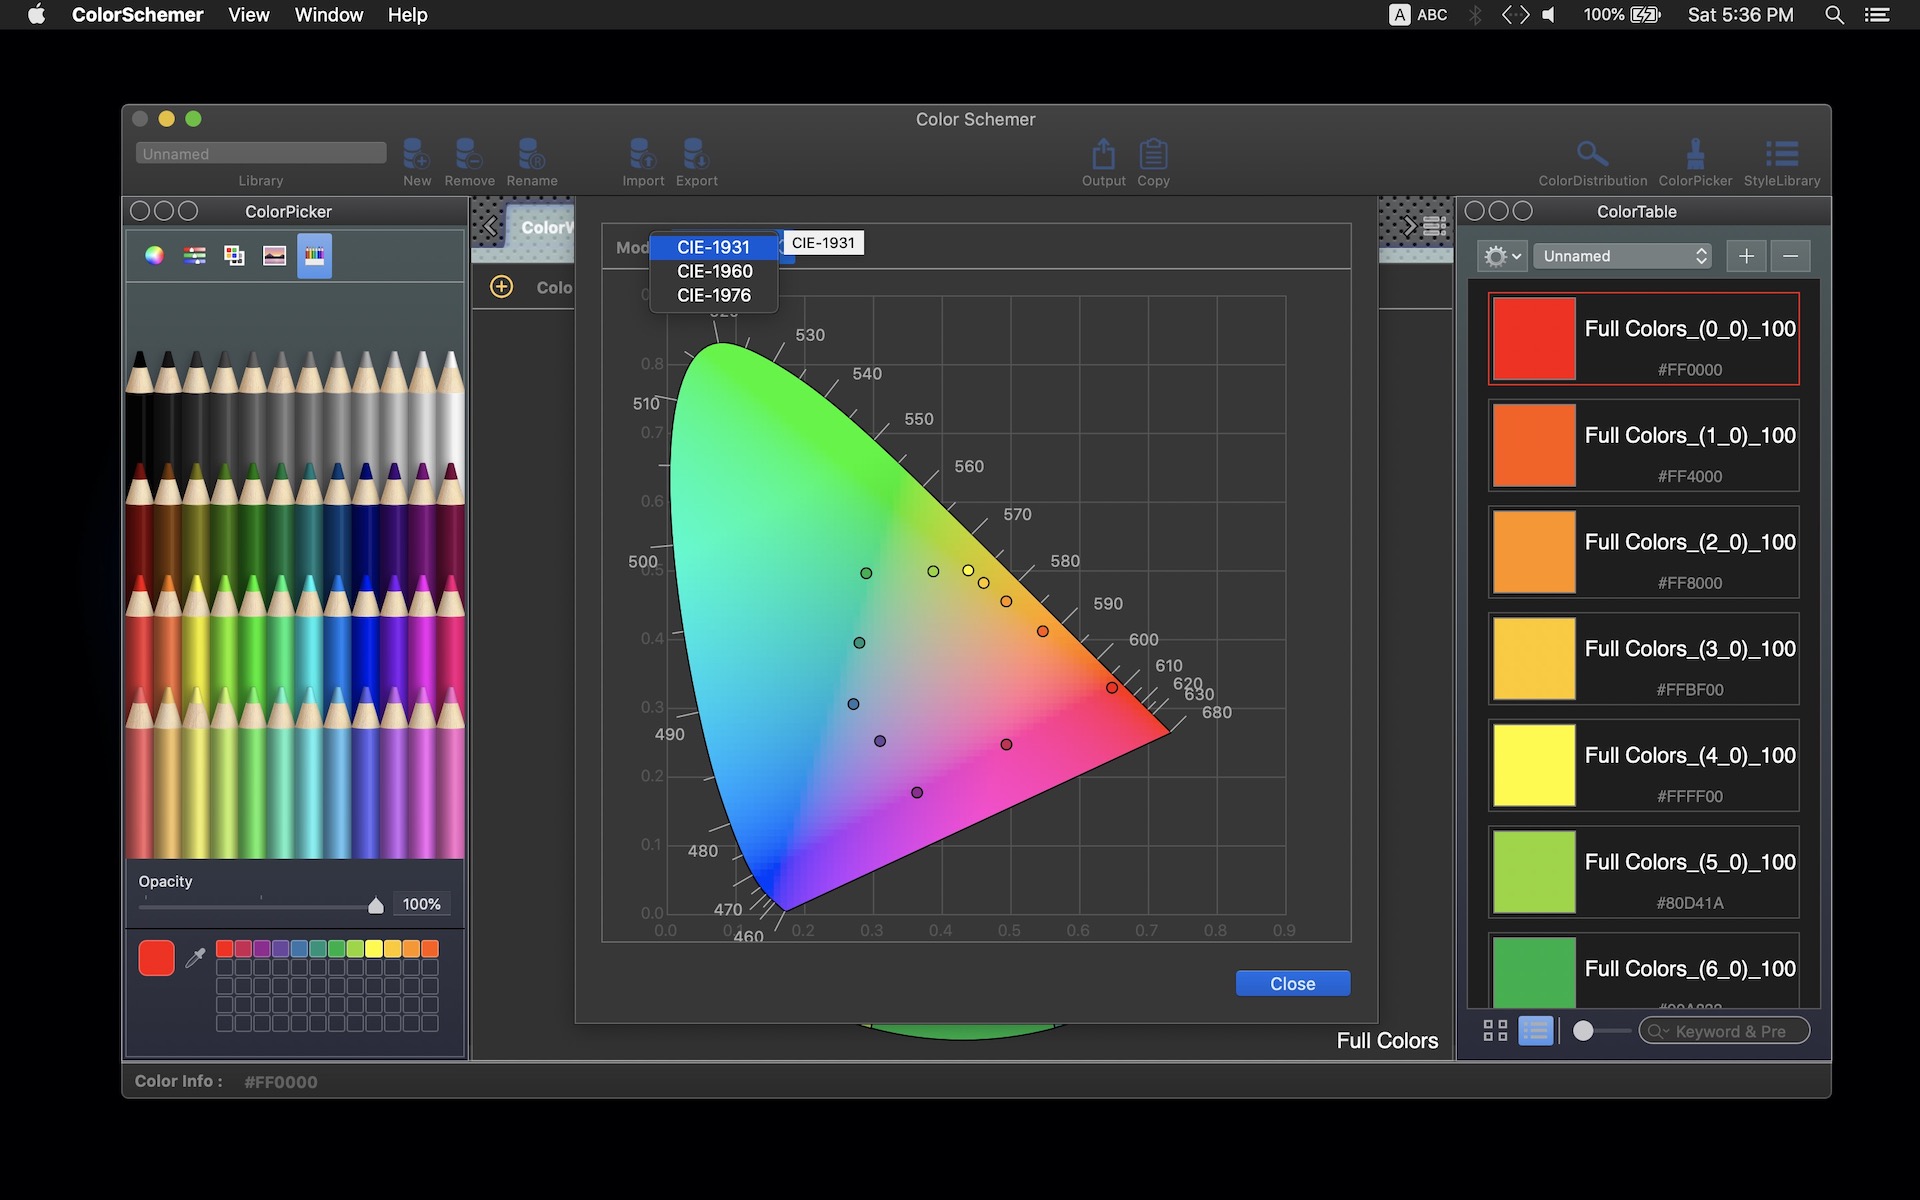 ColorSchemer View Window Help
A ABC 100% Sat 5:36 PM
Color Schemer
Unnamed
Library New Remove Rename Import Export Output Copy ColorDistribution ColorPicker StyleLibrary
ColorPicker
ColorW
Colo
Mod
CIE-1931
CIE-1960
CIE-1976
CIE-1931
530
540
550
560
570
580
590
600
610
620
630
680
510
500
490
480
470
460
0.8
0.7
0.6
0.4
0.3
0.2
0.1
0.0
0.0 0.1 0.2 0.3 0.4 0.5 0.6 0.7 0.8 0.9
Close
Full Colors
Opacity
100%
ColorTable
Unnamed
Full Colors_(0_0)_100
#FF0000
Full Colors_(1_0)_100
#FF4000
Full Colors_(2_0)_100
#FF8000
Full Colors_(3_0)_100
#FFBF00
Full Colors_(4_0)_100
#FFFF00
Full Colors_(5_0)_100
#80D41A
Full Colors_(6_0)_100
Keyword & Pre
Color Info : #FF0000